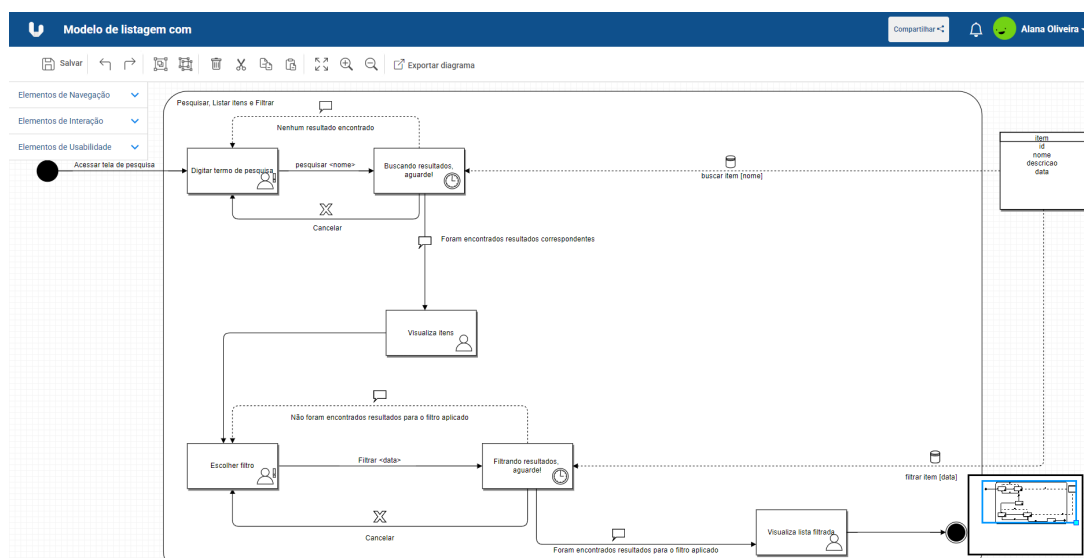 Modelo de listagem com
Compartilhar
Alana Oliveira
Salvar
Exportar diagrama
Elementos de Navegação
Elementos de Interação
Elementos de Usabilidade
Pesquisar, Listar itens e Filtrar
Nenhum resultado encontrado
Acessar tela de pesquisa
Digitar termo de pesquisa
pesquisar <nome>
Buscando resultados,
aguarde!
buscar item [nome]
item
id
nome
descricao
data
Cancelar
Foram encontrados resultados correspondentes
Visualiza itens
Não foram encontrados resultados para o filtro aplicado
Escolher filtro
Filtrar <data>
Filtrando resultados,
aguarde!
filtrar item [data]
Cancelar
Foram encontrados resultados para o filtro aplicado
Visualiza lista filtrada